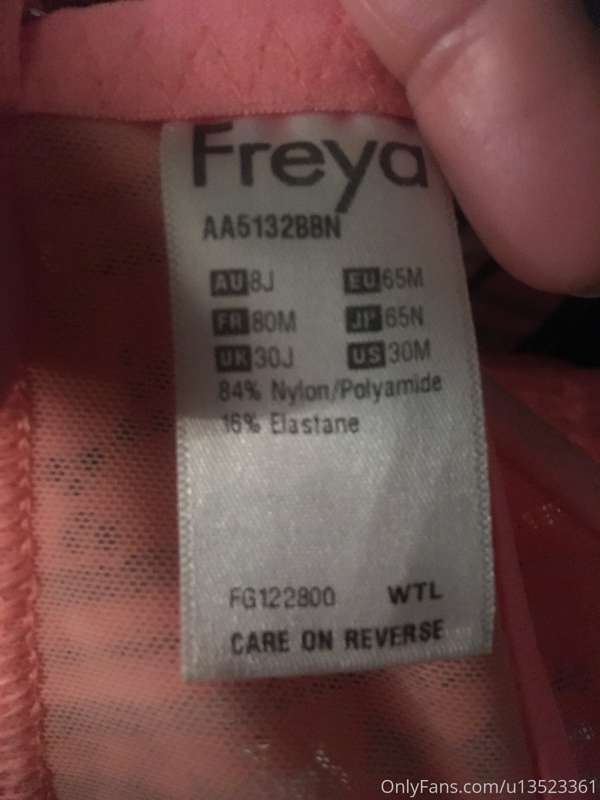 Freya
AA5132BBN
AU 8J EU 65M
FR 80M JP 65N
UK 30J US 30M
84% Nylon/Polyamide
16% Elastane
FG122800 WTL
CARE ON REVERSE
OnlyFans.com/u13523361